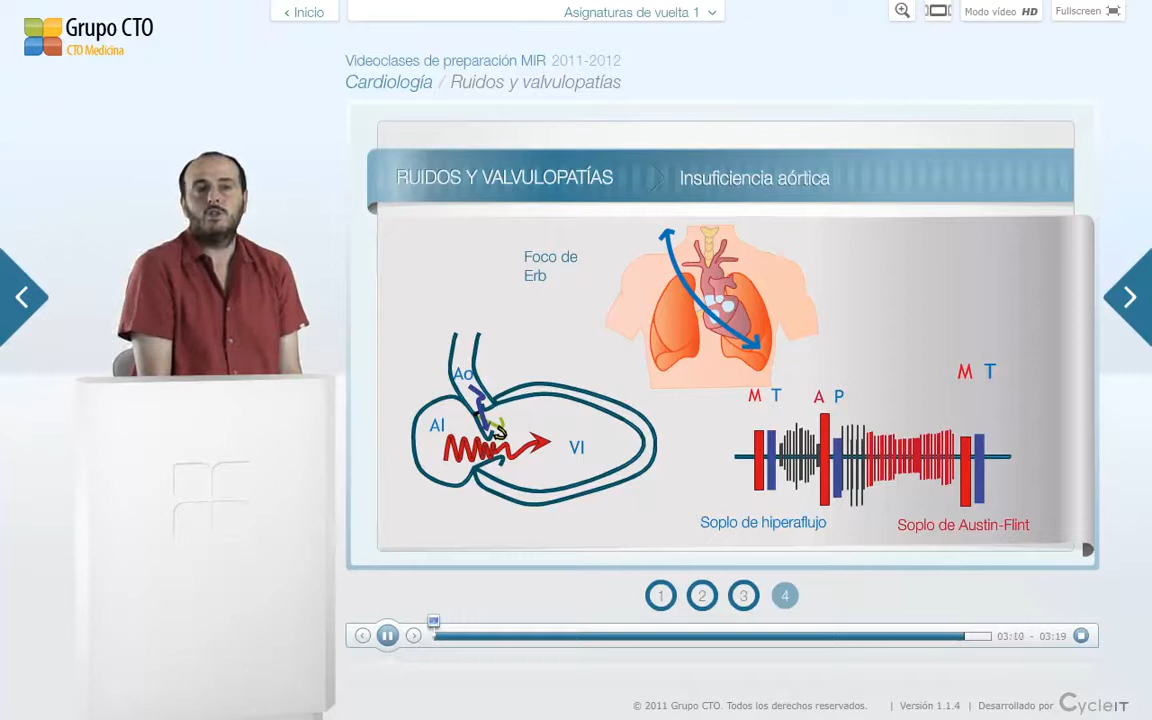 Grupo CTO
CTO Medicina
‹ Inicio
Asignaturas de vuelta 1
Modo vídeo HD
Fullscreen
Videoclases de preparación MIR 2011-2012
Cardiología / Ruidos y valvulopatías
RUIDOS Y VALVULOPATÍAS
Insuficiencia aórtica
Foco de
Erb
Ao
AI
VI
M T
A P
M T
Soplo de hiperaflujo
Soplo de Austin-Flint
1
2
3
4
03:10 - 03:19
© 2011 Grupo CTO. Todos los derechos reservados. | Versión 1.1.4 | Desarrollado por CycleIT